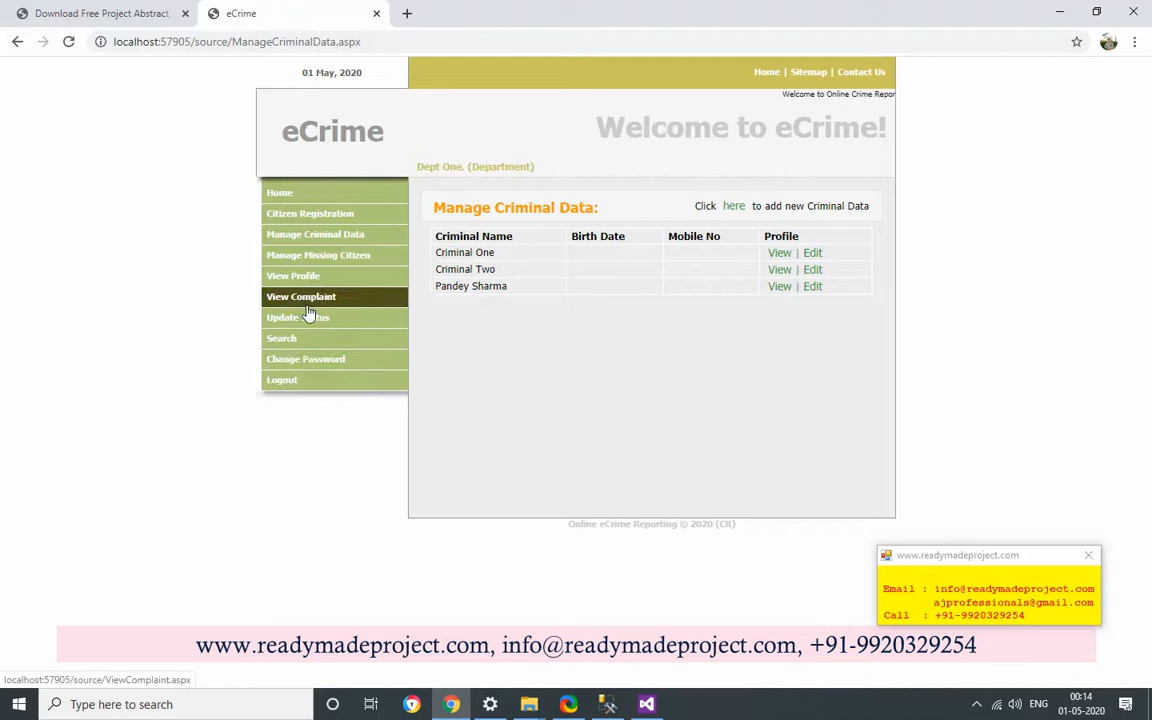 Download Free Project Abstract,
eCrime
localhost:57905/source/ManageCriminalData.aspx
01 May, 2020
Home | Sitemap | Contact Us
Welcome to Online Crime Repor
eCrime
Welcome to eCrime!
Dept One. (Department)
Home
Citizen Registration
Manage Criminal Data
Manage Missing Citizen
View Profile
View Complaint
Update
Search
Change Password
Logout
Manage Criminal Data:
Click here to add new Criminal Data
Criminal Name Birth Date Mobile No Profile
Criminal One View | Edit
Criminal Two View | Edit
Pandey Sharma View | Edit
Online eCrime Reporting © 2020 (CR)
www.readymadeproject.com
Email : info@readymadeproject.com
ajprofessionals@gmail.com
Call : +91-9920329254
www.readymadeproject.com, info@readymadeproject.com, +91-9920329254
localhost:57905/source/ViewComplaint.aspx
Type here to search
ENG
00:14
01-05-2020